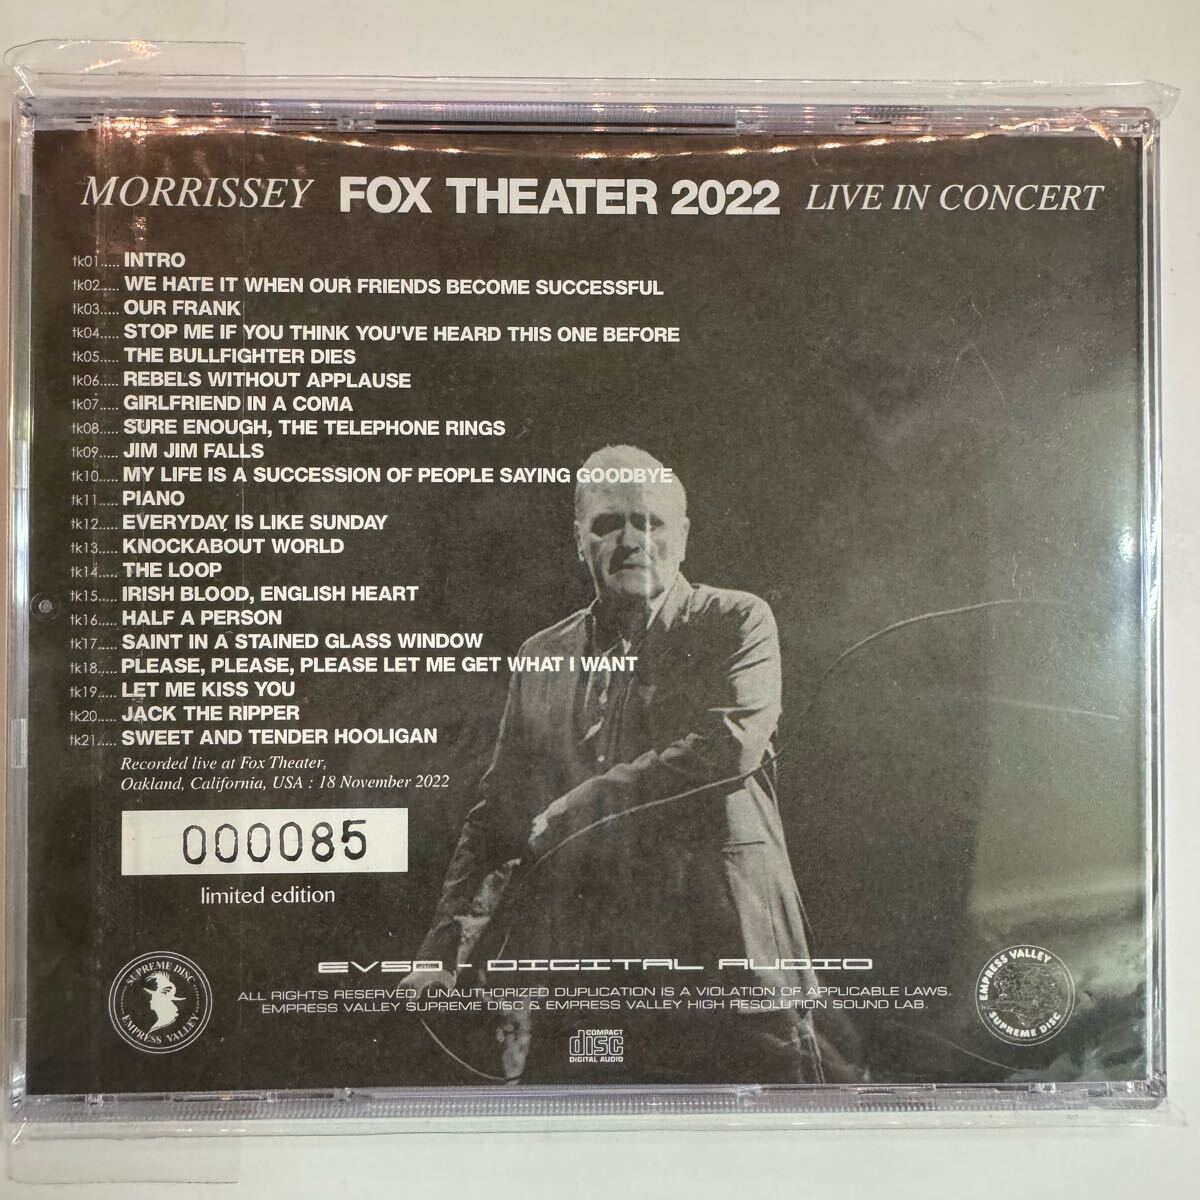 MORRISSEY FOX THEATER 2022 LIVE IN CONCERT
tk01..... INTRO
tk02..... WE HATE IT WHEN OUR FRIENDS BECOME SUCCESSFUL
tk03..... OUR FRANK
tk04..... STOP ME IF YOU THINK YOU'VE HEARD THIS ONE BEFORE
tk05..... THE BULLFIGHTER DIES
tk06..... REBELS WITHOUT APPLAUSE
tk07..... GIRLFRIEND IN A COMA
tk08..... SURE ENOUGH, THE TELEPHONE RINGS
tk09..... JIM JIM FALLS
tk10..... MY LIFE IS A SUCCESSION OF PEOPLE SAYING GOODBYE
tk11..... PIANO
tk12..... EVERYDAY IS LIKE SUNDAY
tk13..... KNOCKABOUT WORLD
tk14..... THE LOOP
tk15..... IRISH BLOOD, ENGLISH HEART
tk16..... HALF A PERSON
tk17..... SAINT IN A STAINED GLASS WINDOW
tk18..... PLEASE, PLEASE, PLEASE LET ME GET WHAT I WANT
tk19..... LET ME KISS YOU
tk20..... JACK THE RIPPER
tk21..... SWEET AND TENDER HOOLIGAN
Recorded live at Fox Theater,
Oakland, California, USA : 18 November 2022
000085
limited edition
SUPREME DISC
EMPRESS VALLEY
EVSD - DIGITAL AUDIO
ALL RIGHTS RESERVED. UNAUTHORIZED DUPLICATION IS A VIOLATION OF APPLICABLE LAWS.
EMPRESS VALLEY SUPREME DISC & EMPRESS VALLEY HIGH RESOLUTION SOUND LAB.
COMPACT
disc
DIGITAL AUDIO
EMPRESS VALLEY
SUPREME DISC